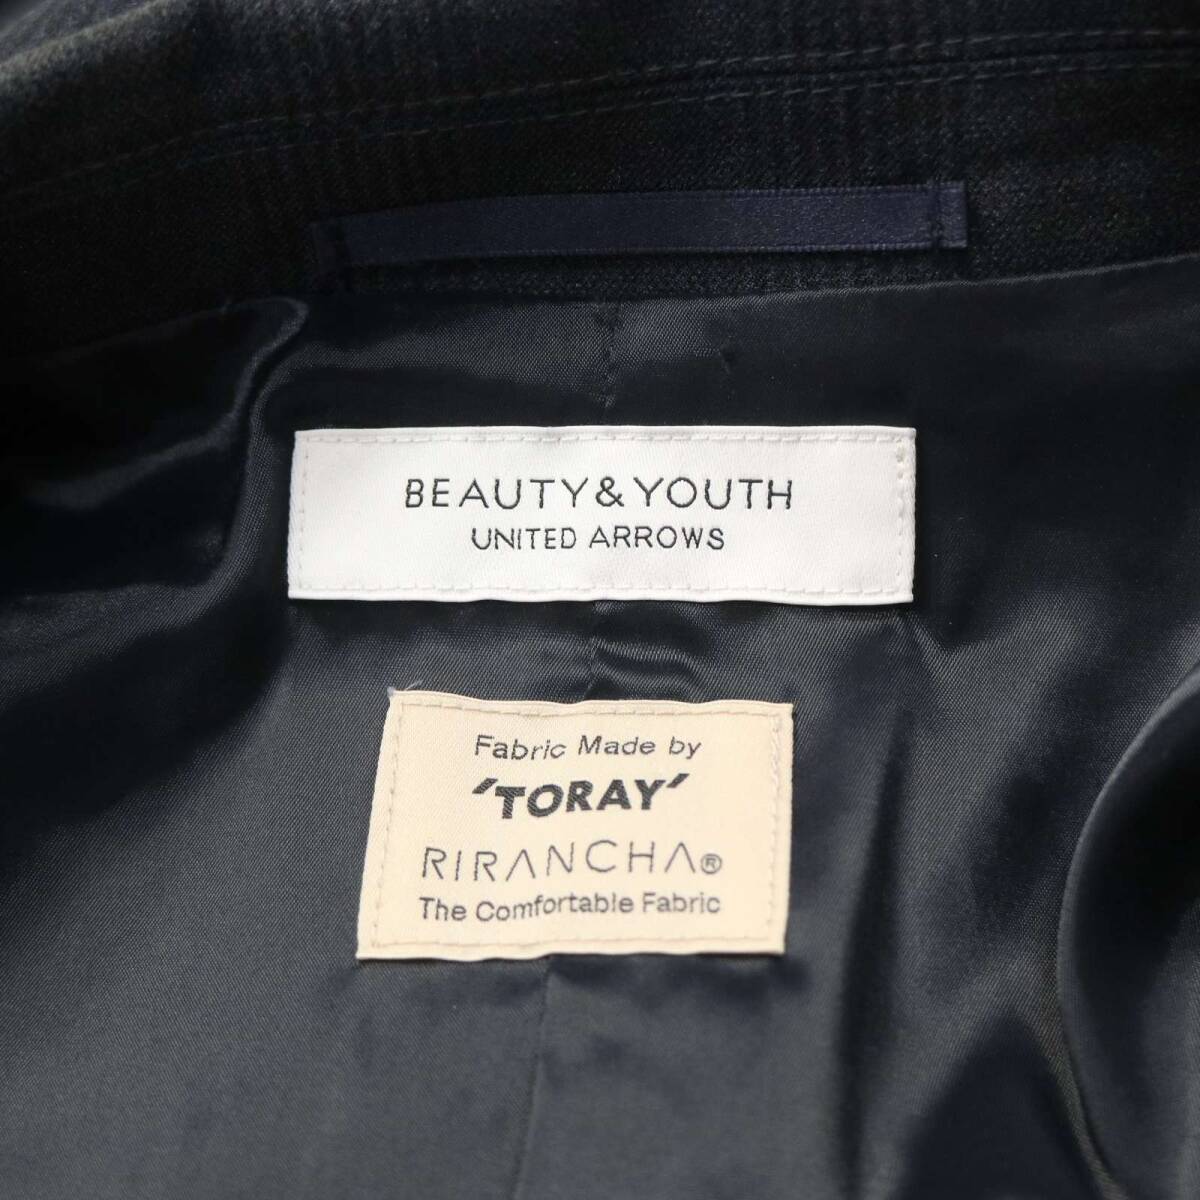 BEAUTY&YOUTH
UNITED ARROWS
Fabric Made by
'TORAY'
RIRANCHA®
The Comfortable Fabric